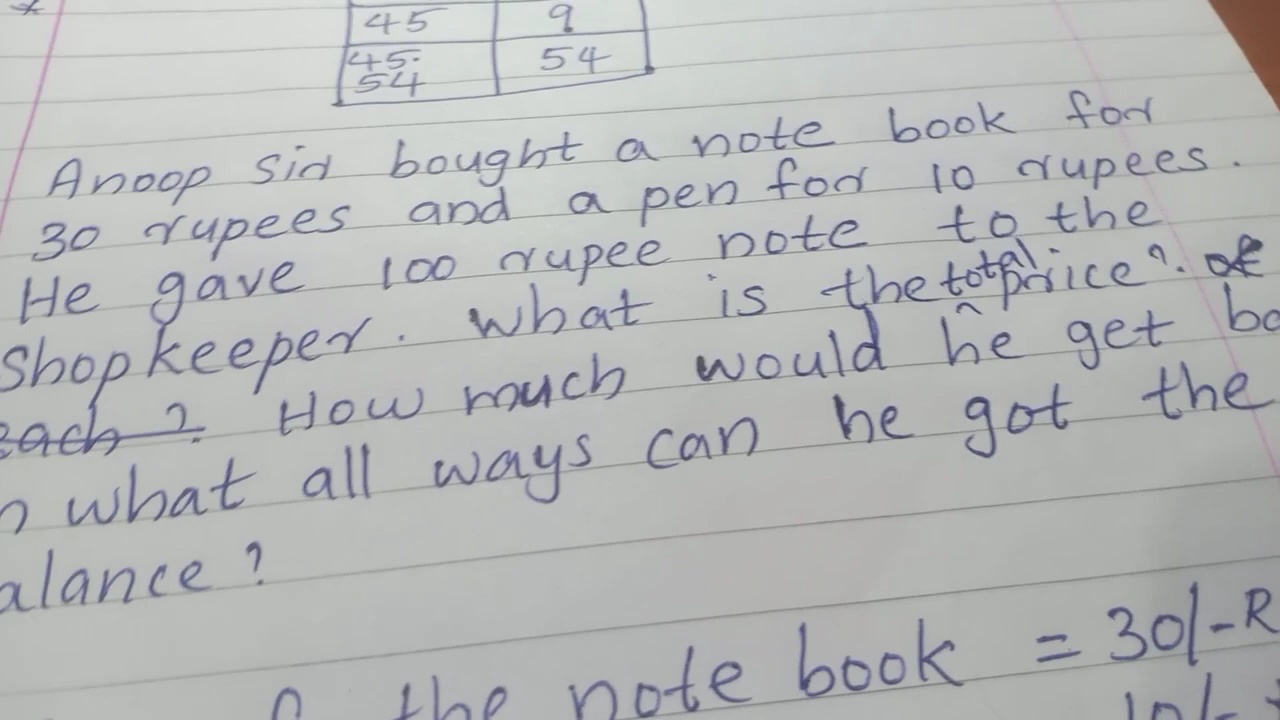 45 9
45
54 54
Anoop Sir bought a note book for
30 rupees and a pen for 10 rupees.
He gave 100 rupee note to the
Shopkeeper. What is the total price? of
each? How much would he get
what all ways can he got the
alance?
the note book = 30/- R
10/-